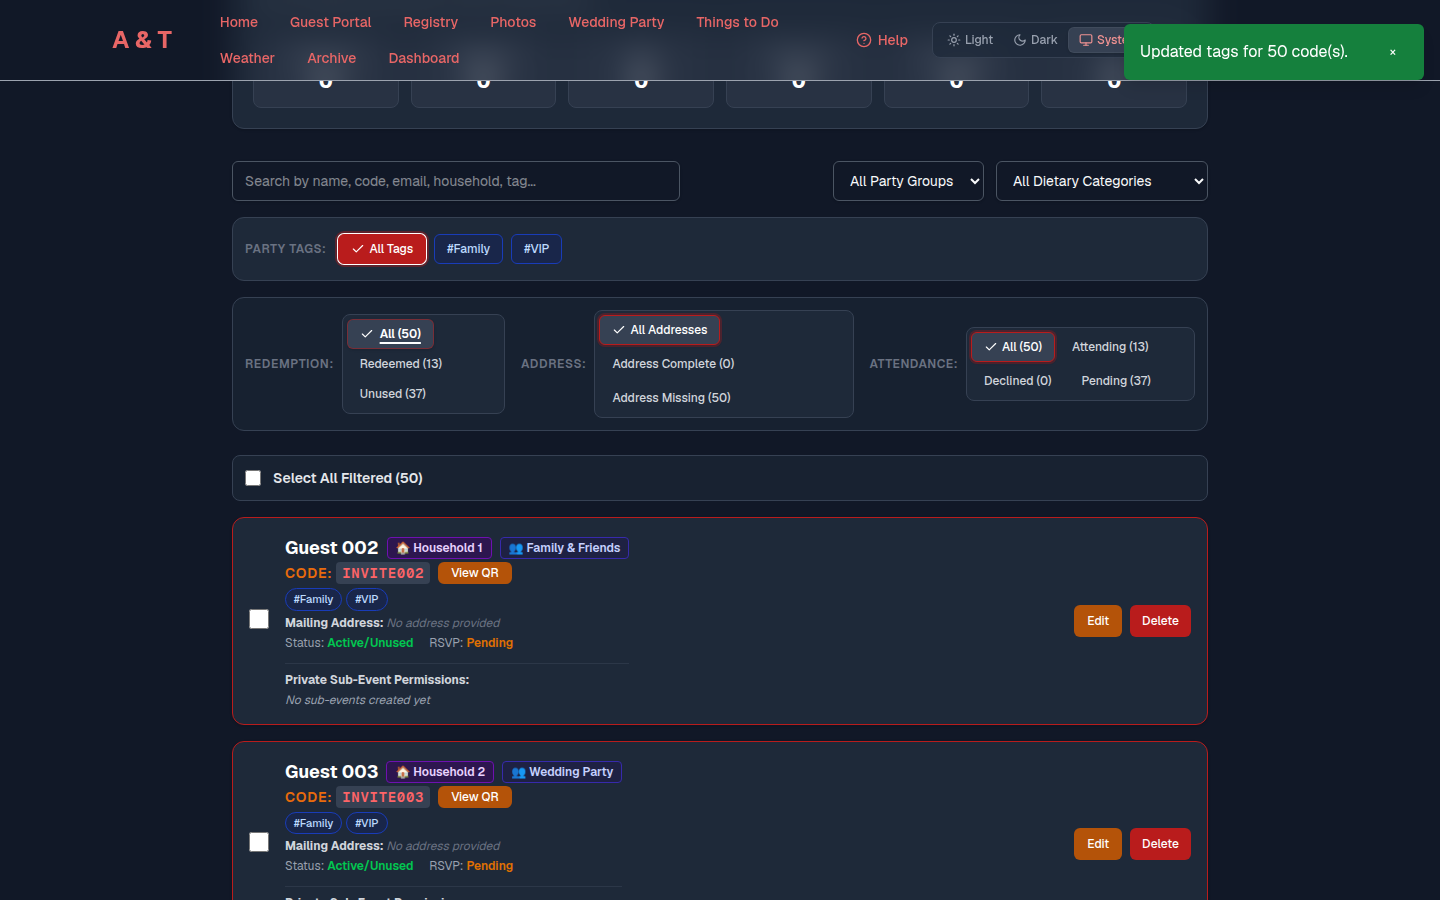 A & T
Home Guest Portal Registry Photos Wedding Party Things to Do
Weather Archive Dashboard
Help
Light Dark
Updated tags for 50 code(s). ×
Search by name, code, email, household, tag...
All Party Groups
All Dietary Categories
PARTY TAGS: All Tags #Family #VIP
REDEMPTION: All (50)
Redeemed (13)
Unused (37)
ADDRESS: All Addresses
Address Complete (0)
Address Missing (50)
ATTENDANCE: All (50) Attending (13)
Declined (0) Pending (37)
Select All Filtered (50)
Guest 002 Household 1 Family & Friends
CODE: INVITE002 View QR
#Family #VIP
Mailing Address: No address provided
Status: Active/Unused RSVP: Pending
Private Sub-Event Permissions:
No sub-events created yet
Edit Delete
Guest 003 Household 2 Wedding Party
CODE: INVITE003 View QR
#Family #VIP
Mailing Address: No address provided
Status: Active/Unused RSVP: Pending
Edit Delete